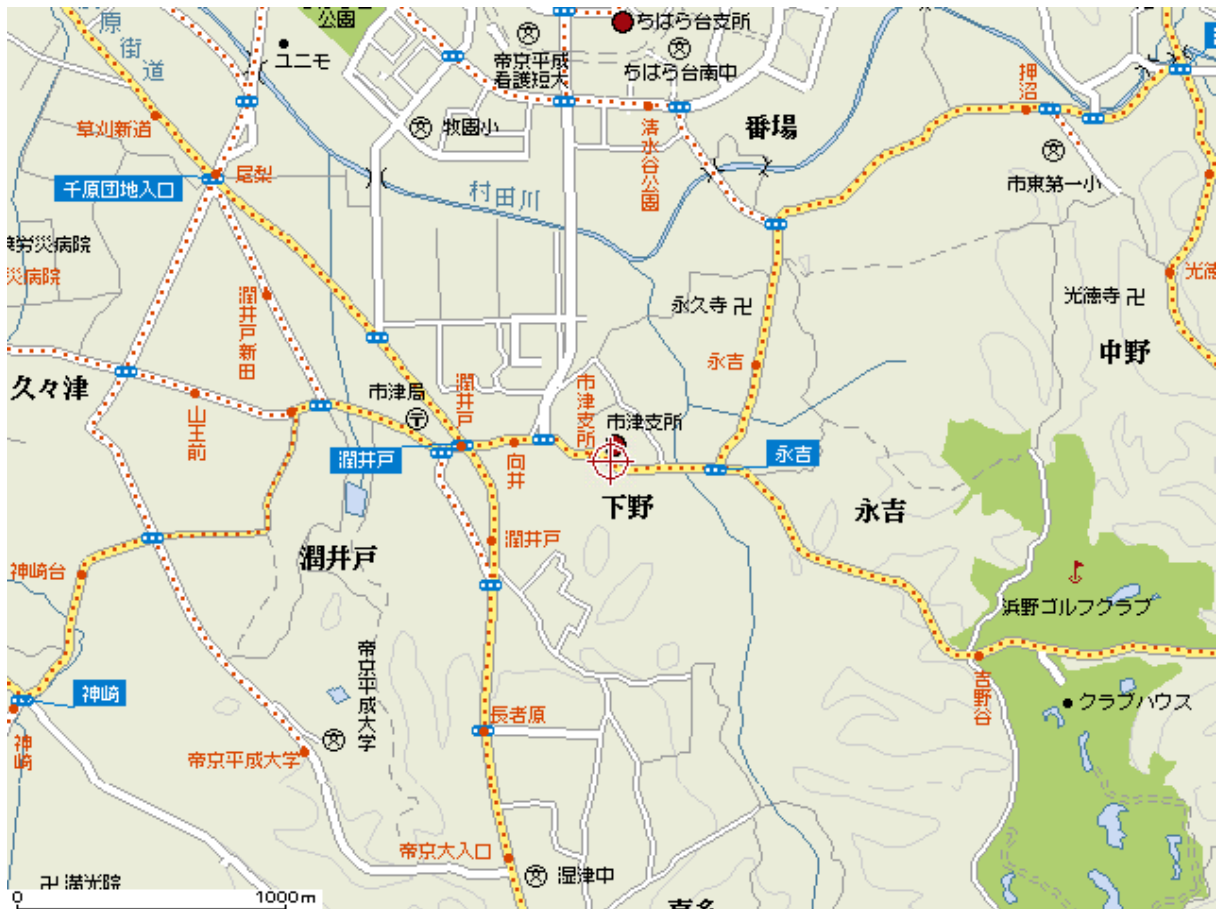 公園
原街道
ユニモ
ちはら台支所
帝京平成
看護短大
ちはら台南中
押沼
草刈新道
牧園小
清水谷公園
番場
尾梨
千原団地入口
村田川
市東第一小
労災病院
災病院
潤井戸新田
永久寺
光徳寺
光徳
中野
久々津
市津局
潤井戸
市津支所
永吉
山王前
市津支所
潤井戸
向井
永吉
下野
永吉
潤井戸
潤井戸
神崎台
浜野ゴルフクラブ
帝京平成大学
神崎
吉野谷
クラブハウス
長者原
神崎
帝京平成大学
帝京大入口
湿津中
満光院
喜多
0 1000m